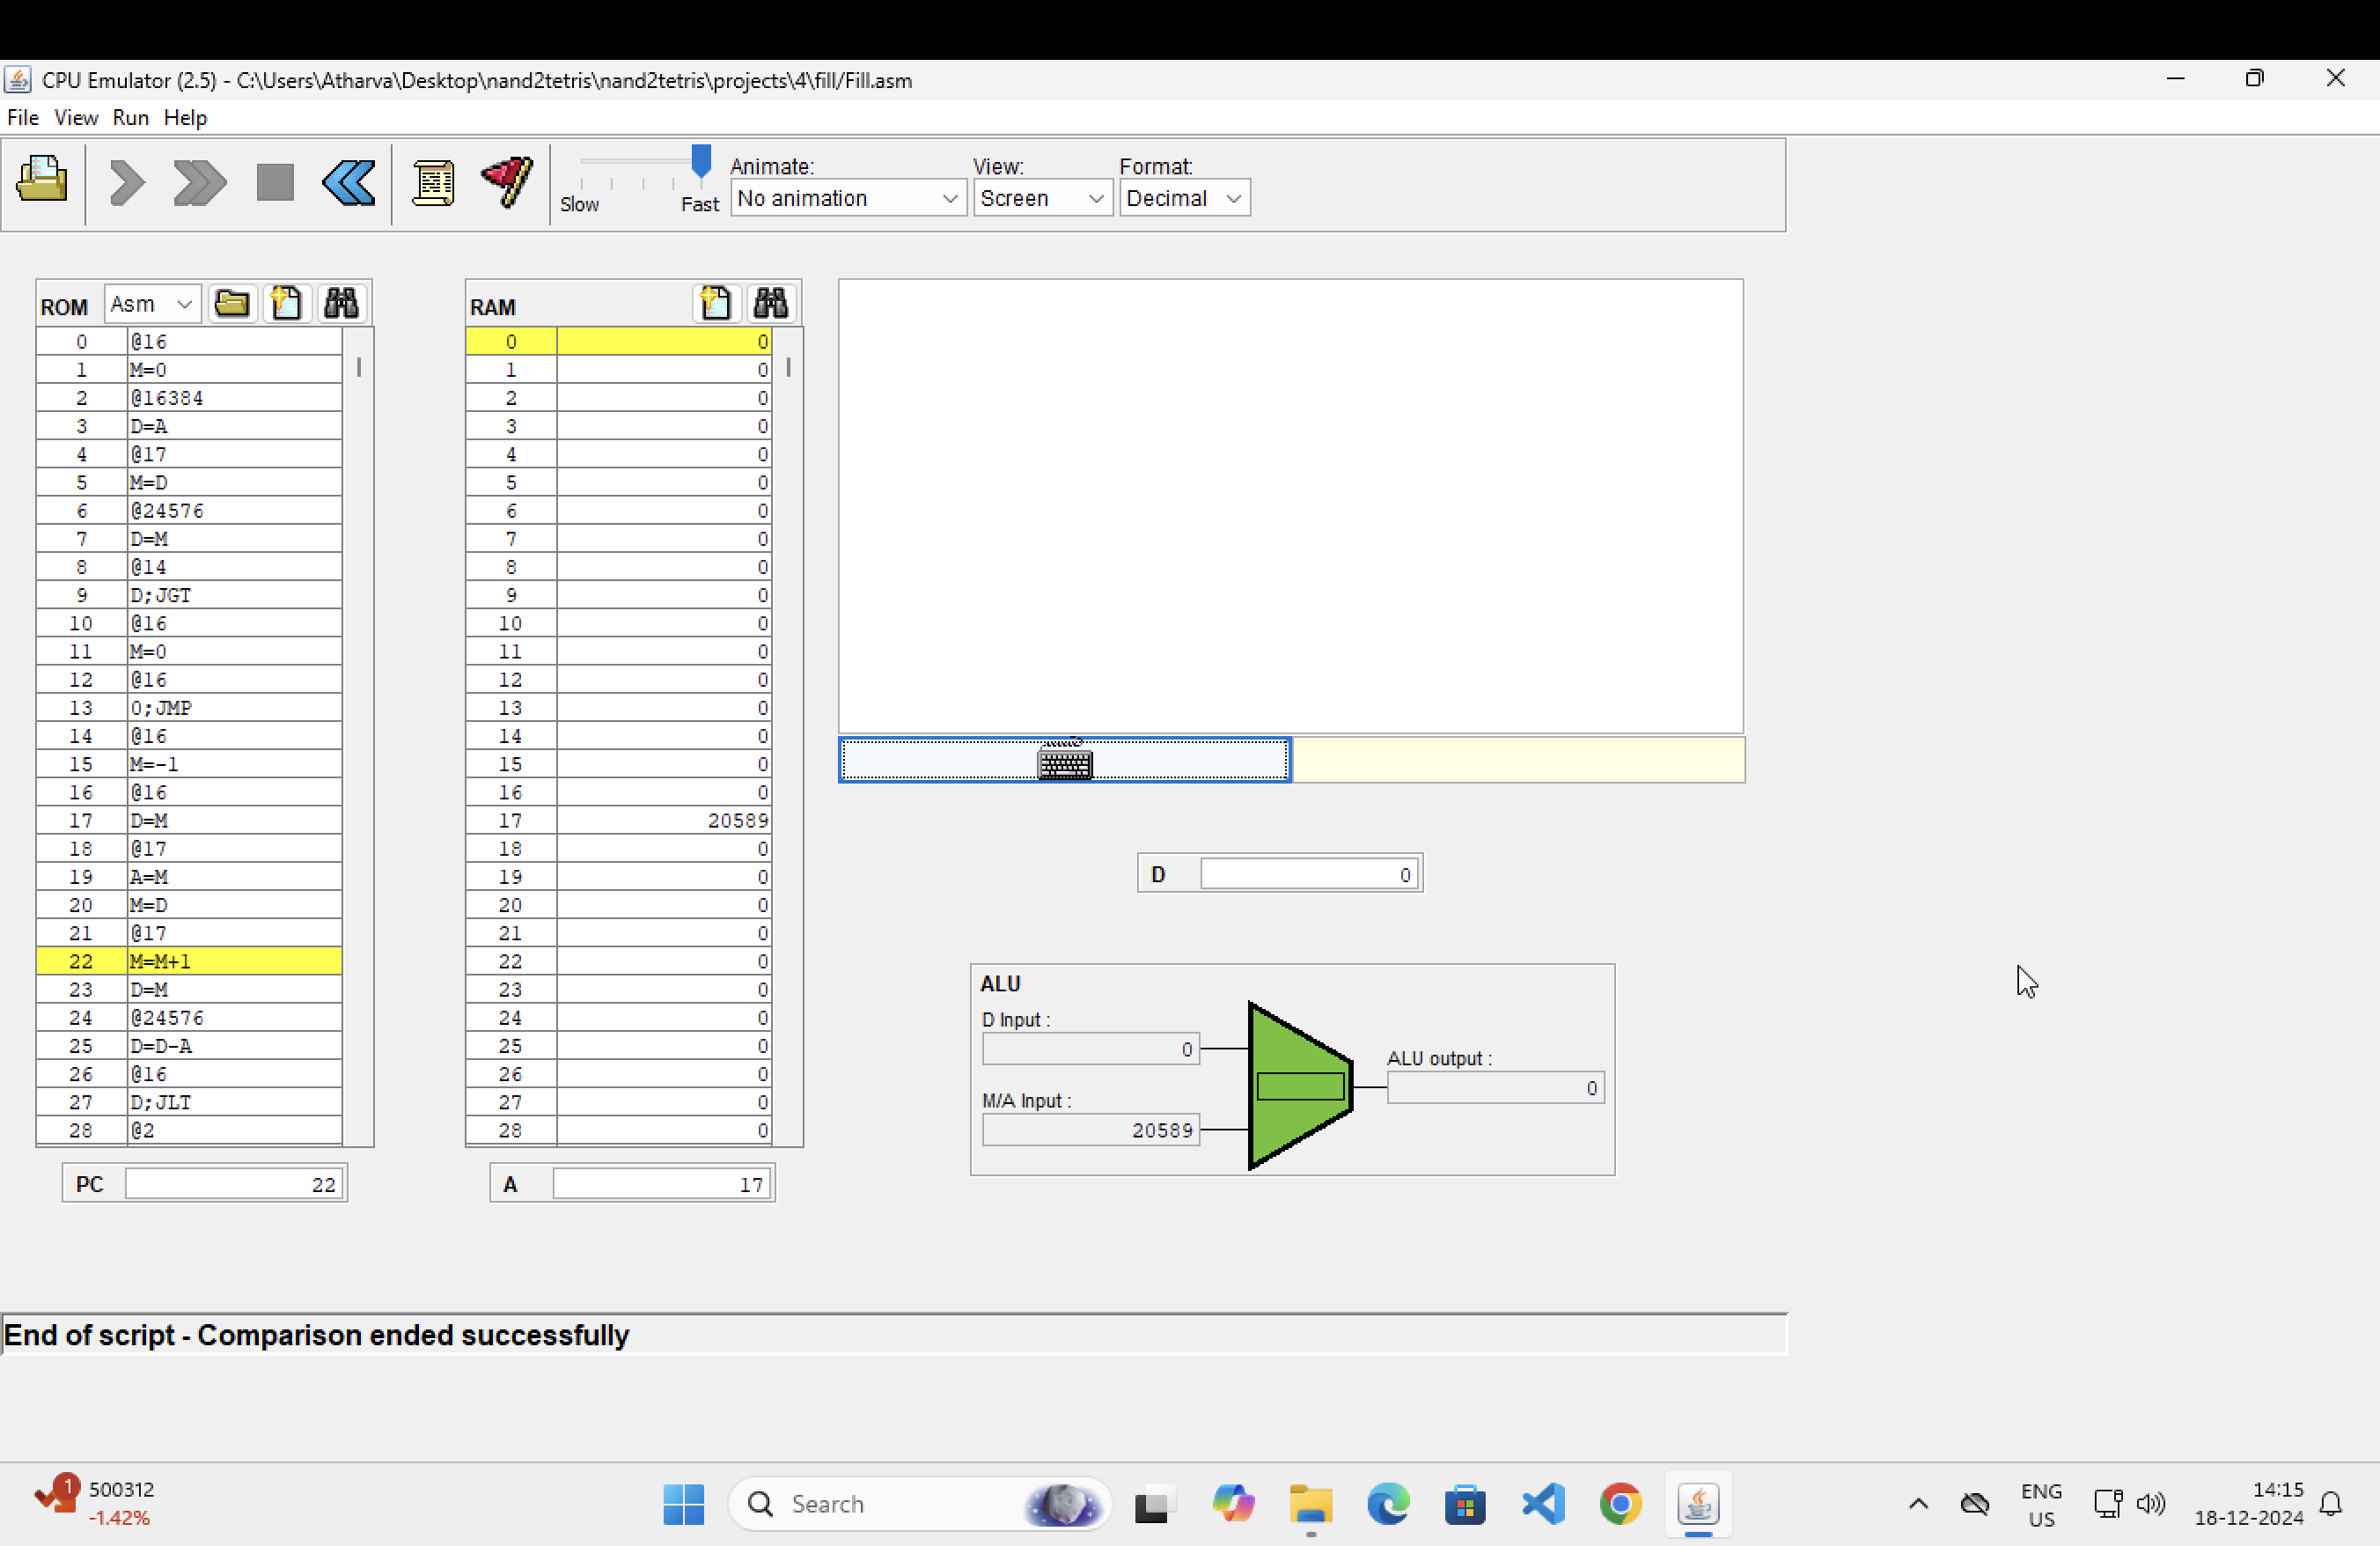 CPU Emulator (2.5) - C:\Users\Atharva\Desktop\nand2tetris\nand2tetris\projects\4\fill/Fill.asm
File View Run Help
Animate: View: Format:
Slow Fast No animation Screen Decimal
ROM Asm RAM
0 @16 0 0
1 M=0 1 0
2 @16384 2 0
3 D=A 3 0
4 @17 4 0
5 M=D 5 0
6 @24576 6 0
7 D=M 7 0
8 @14 8 0
9 D;JGT 9 0
10 @16 10 0
11 M=0 11 0
12 @16 12 0
13 0;JMP 13 0
14 @16 14 0
15 M=-1 15 0
16 @16 16 0
17 D=M 17 20589
18 @17 18 0
19 A=M 19 0
20 M=D 20 0
21 @17 21 0
22 M=M+1 22 0
23 D=M 23 0
24 @24576 24 0
25 D=D-A 25 0
26 @16 26 0
27 D;JLT 27 0
28 @2 28 0
PC 22 A 17
D 0
ALU
D Input :
0
M/A Input :
20589
ALU output :
0
End of script - Comparison ended successfully
1
500312
-1.42%
Search
ENG
US
14:15
18-12-2024